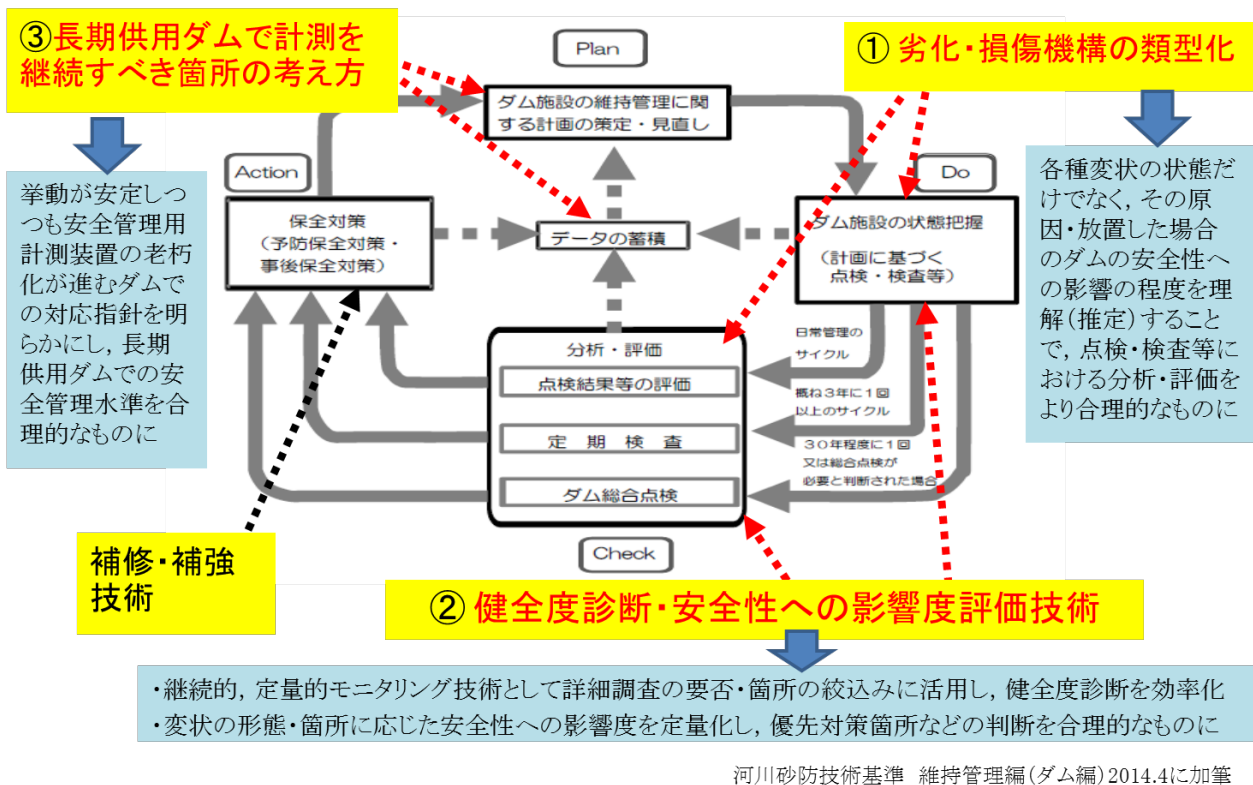 ③長期供用ダムで計測を
継続すべき箇所の考え方
Plan
① 劣化・損傷機構の類型化
ダム施設の維持管理に関
する計画の策定・見直し
Action
Do
挙動が安定しつ
つも安全管理用
計測装置の老朽
化が進むダムで
の対応指針を明
らかにし，長期
供用ダムでの安
全管理水準を合
理的なものに
保全対策
（予防保全対策・
事後保全対策）
データの蓄積
ダム施設の状態把握
（計画に基づく
点検・検査等）
各種変状の状態だ
けでなく，その原
因・放置した場合
のダムの安全性へ
の影響の程度を理
解（推定）すること
で，点検・検査等に
おける分析・評価を
より合理的なものに
日常管理の
サイクル
概ね３年に１回
以上のサイクル
３０年程度に１回
又は総合点検が
必要と判断された場合
分析・評価
点検結果等の評価
定期検査
ダム総合点検
Check
補修・補強
技術
② 健全度診断・安全性への影響度評価技術
・継続的，定量的モニタリング技術として詳細調査の要否・箇所の絞込みに活用し，健全度診断を効率化
・変状の形態・箇所に応じた安全性への影響度を定量化し，優先対策箇所などの判断を合理的なものに
河川砂防技術基準 維持管理編（ダム編）2014.4に加筆